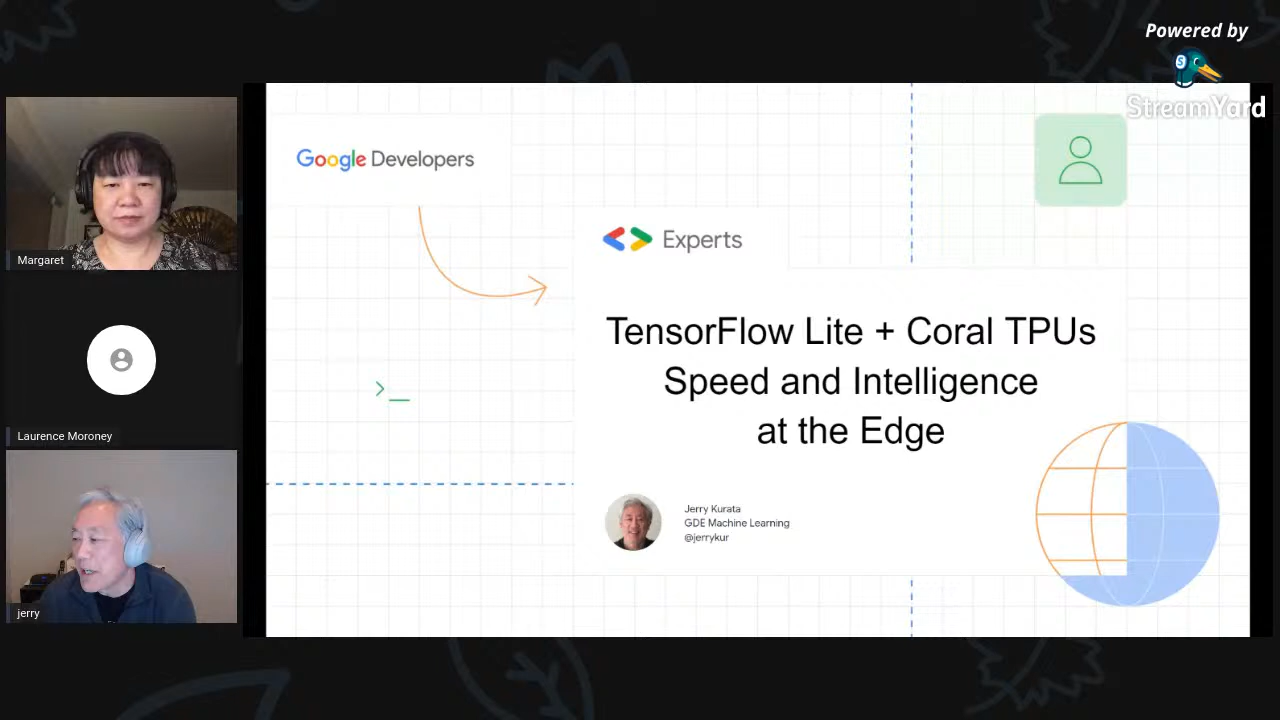 Powered by
StreamYard
Margaret
Laurence Moroney
jerry
Google Developers
Experts
TensorFlow Lite + Coral TPUs
Speed and Intelligence
at the Edge
Jerry Kurata
GDE Machine Learning
@jerrykur